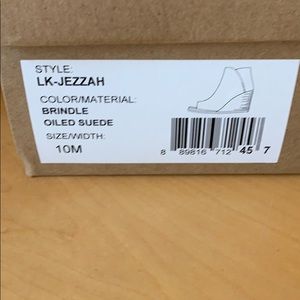 STYLE:
LK-JEZZAH
COLOR/MATERIAL:
BRINDLE
OILED SUEDE
SIZE/WIDTH:
10M
8 89816 712 45 7